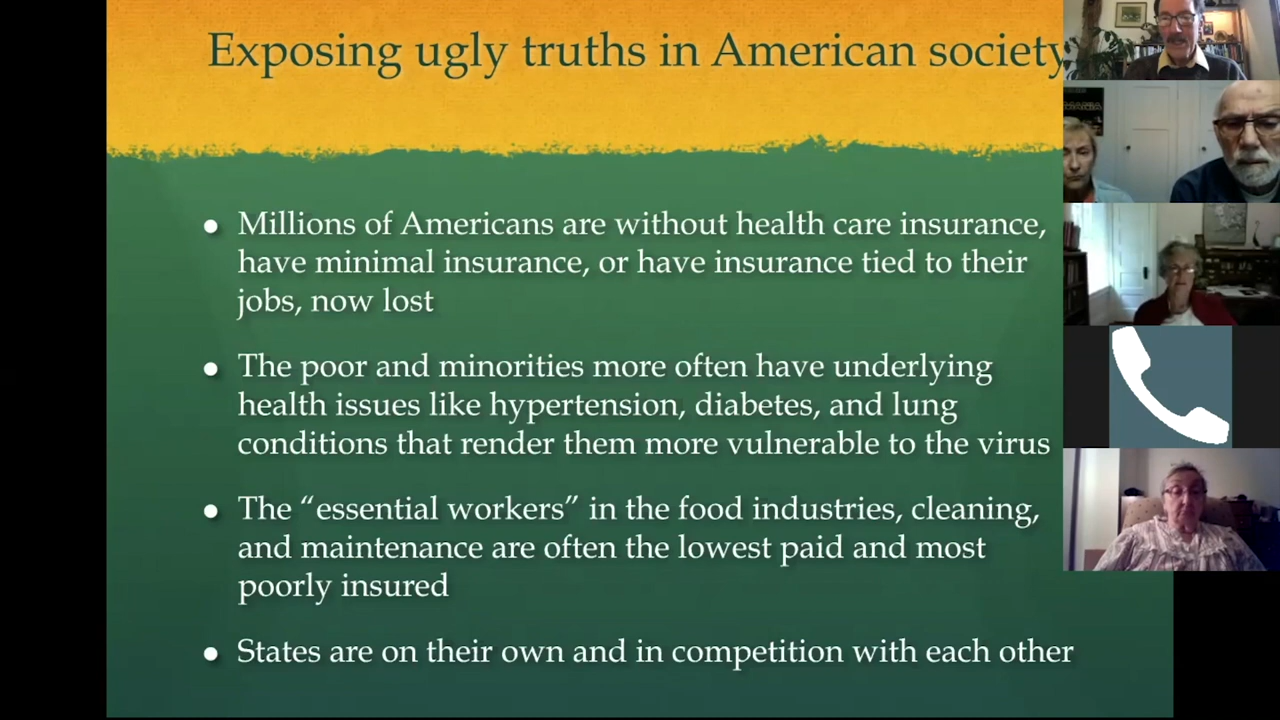 Exposing ugly truths in American society
● Millions of Americans are without health care insurance,
have minimal insurance, or have insurance tied to their
jobs, now lost
● The poor and minorities more often have underlying
health issues like hypertension, diabetes, and lung
conditions that render them more vulnerable to the virus
● The “essential workers” in the food industries, cleaning,
and maintenance are often the lowest paid and most
poorly insured
● States are on their own and in competition with each other